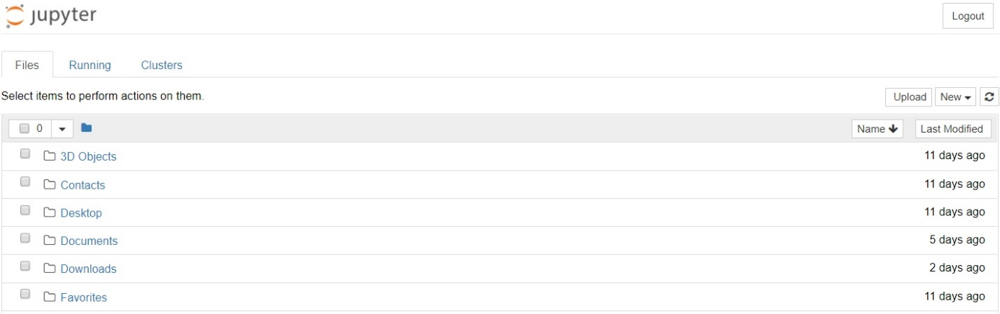 jupyter Logout
Files Running Clusters
Select items to perform actions on them. Upload New
0 Name Last Modified
3D Objects 11 days ago
Contacts 11 days ago
Desktop 11 days ago
Documents 5 days ago
Downloads 2 days ago
Favorites 11 days ago